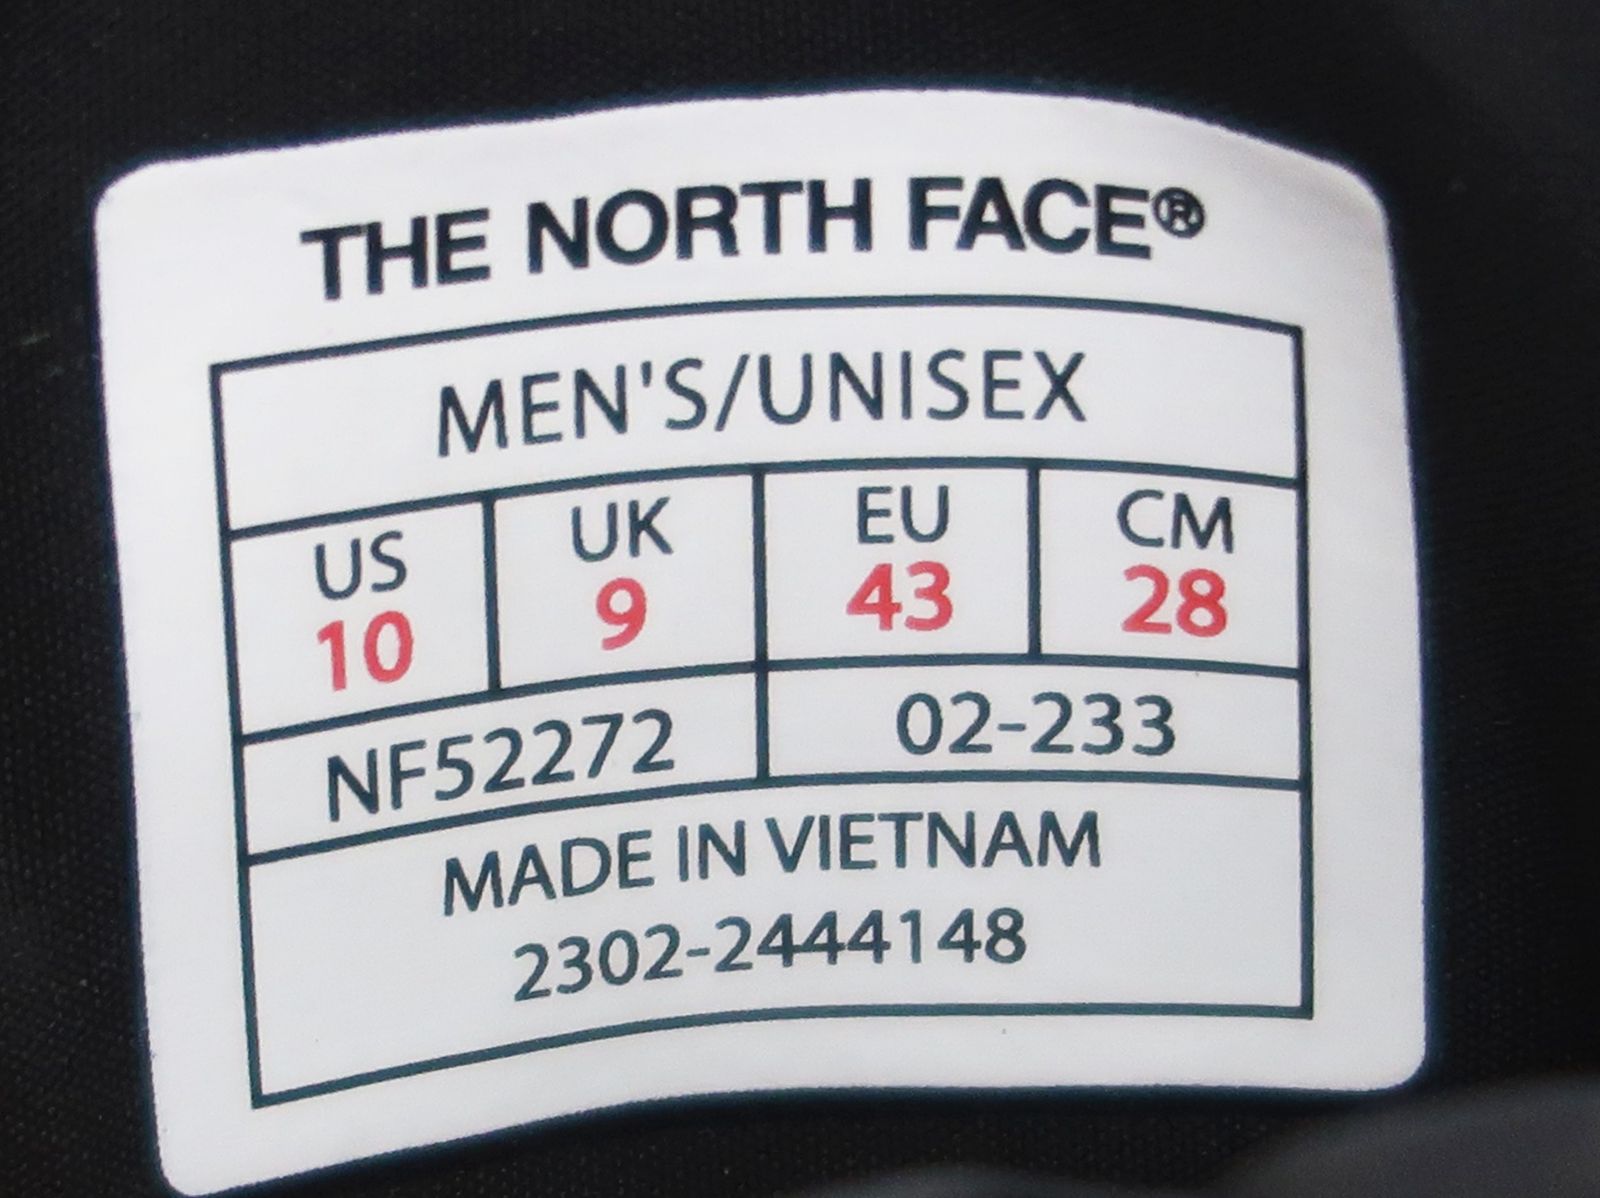 THE NORTH FACE®
MEN'S/UNISEX
US UK EU CM
10 9 43 28
NF52272 02-233
MADE IN VIETNAM
2302-2444148